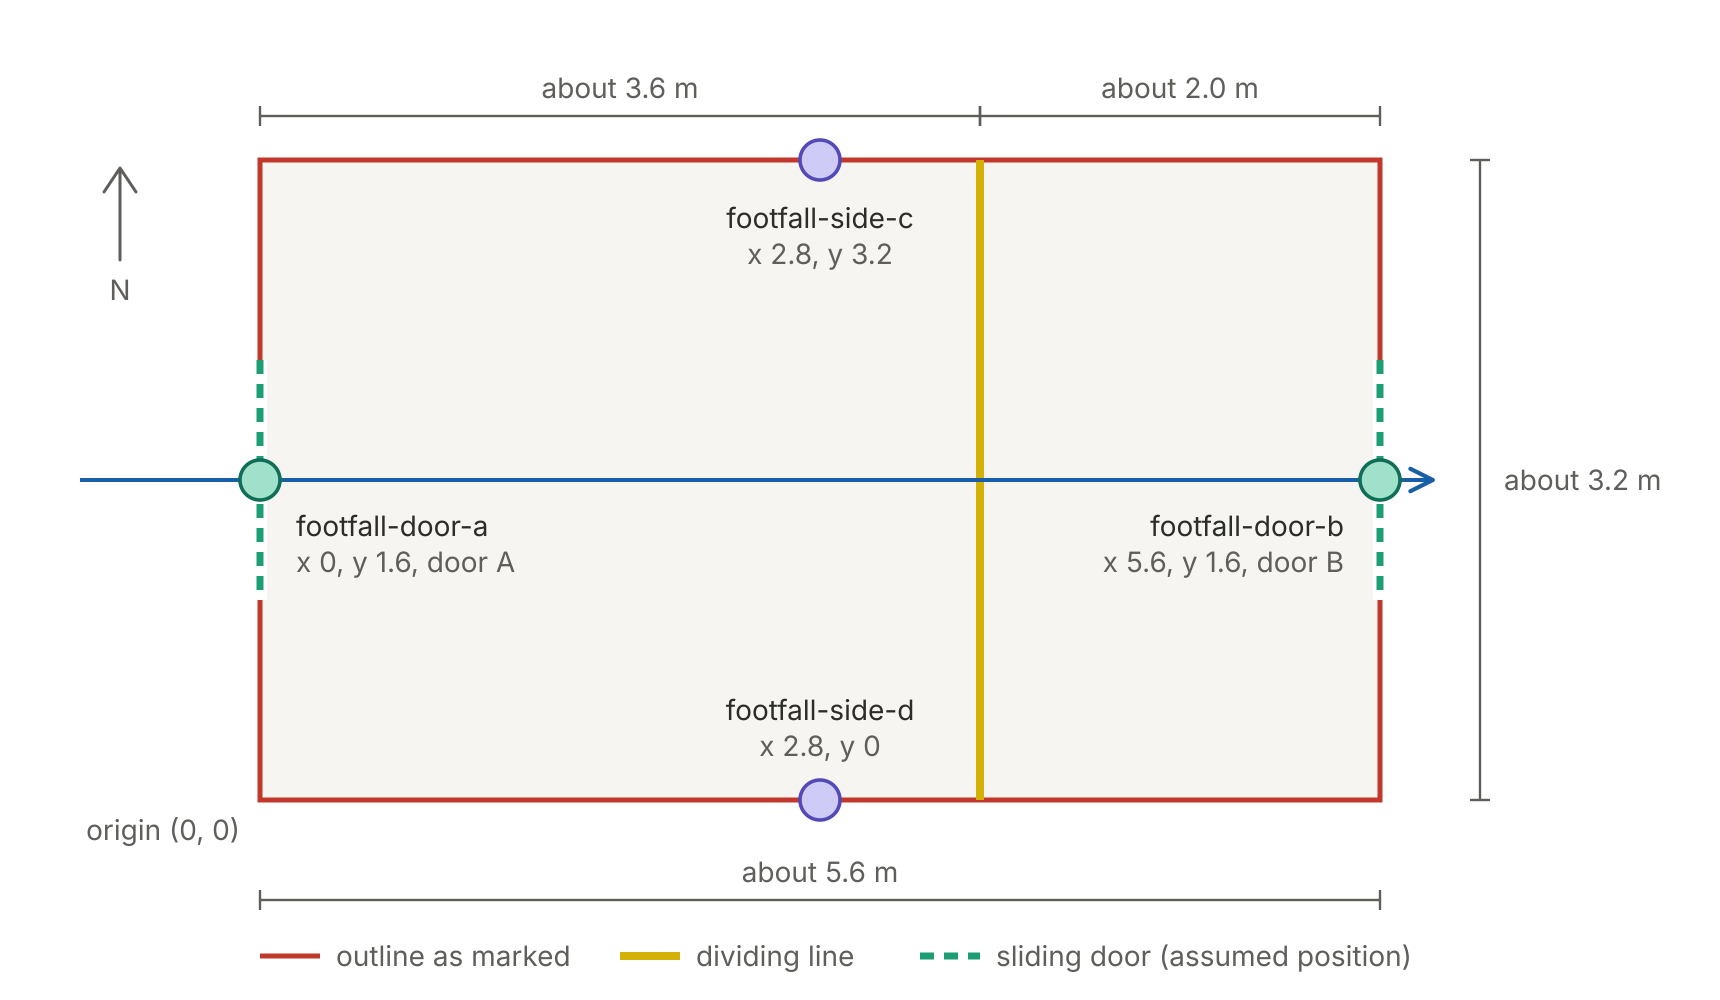 about 3.6 m
about 2.0 m
N
footfall-side-c
x 2.8, y 3.2
about 3.2 m
footfall-door-a
x 0, y 1.6, door A
footfall-door-b
x 5.6, y 1.6, door B
footfall-side-d
x 2.8, y 0
origin (0, 0)
about 5.6 m
outline as marked
dividing line
sliding door (assumed position)